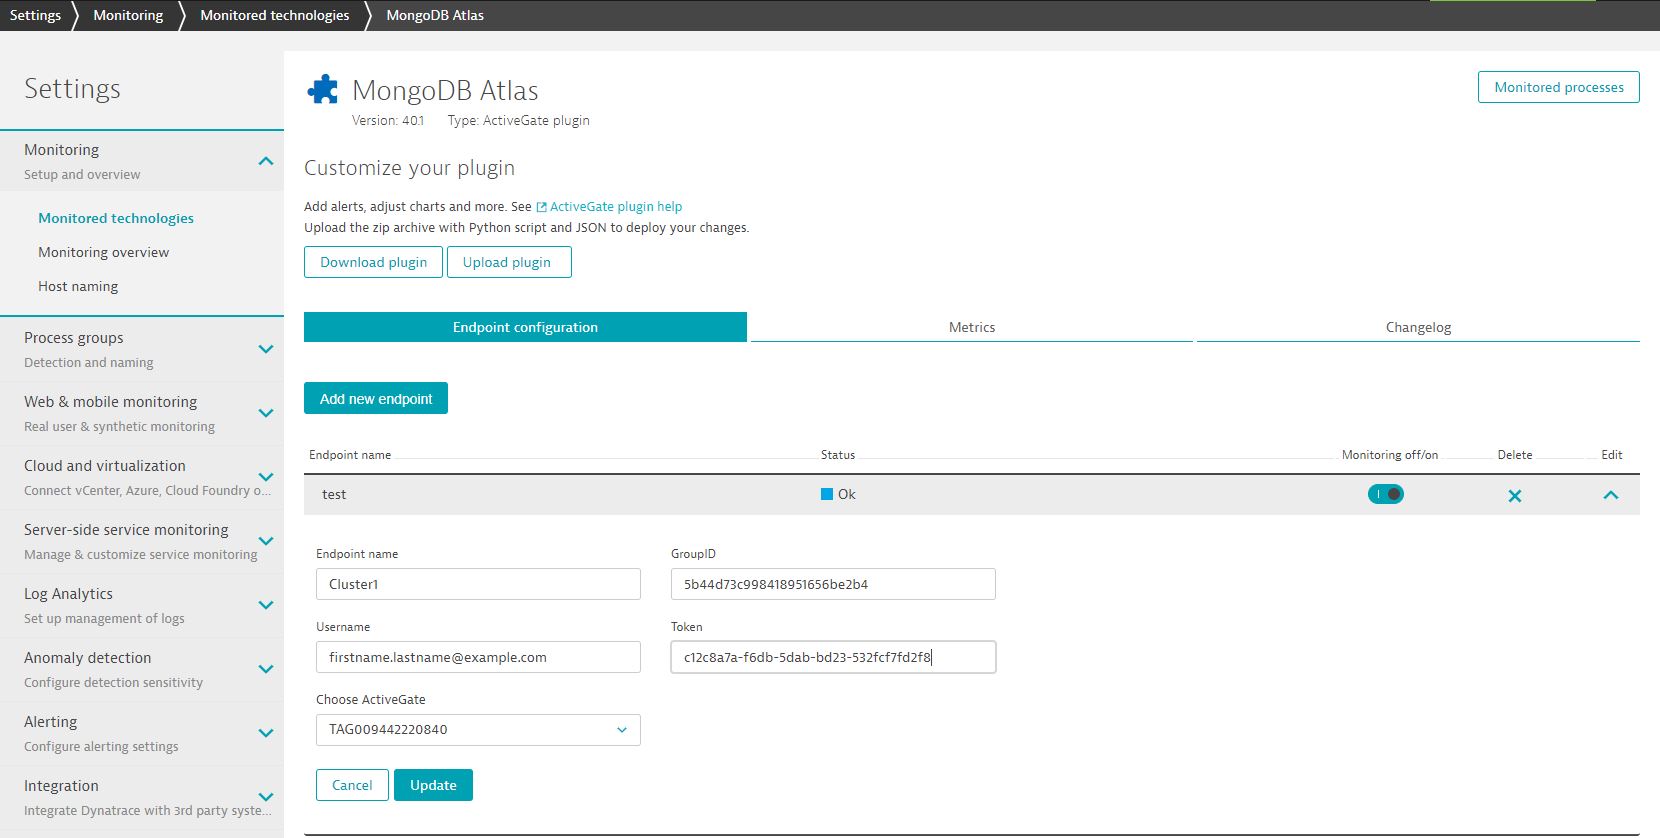 Settings
Monitoring
Monitored technologies
MongoDB Atlas
Settings
Monitoring
Setup and overview
Monitored technologies
Monitoring overview
Host naming
Process groups
Detection and naming
Web & mobile monitoring
Real user & synthetic monitoring
Cloud and virtualization
Connect vCenter, Azure, Cloud Foundry o...
Server-side service monitoring
Manage & customize service monitoring
Log Analytics
Set up management of logs
Anomaly detection
Configure detection sensitivity
Alerting
Configure alerting settings
Integration
Integrate Dynatrace with 3rd party syste...
MongoDB Atlas
Monitored processes
Version: 40.1 Type: ActiveGate plugin
Customize your plugin
Add alerts, adjust charts and more. See ActiveGate plugin help
Upload the zip archive with Python script and JSON to deploy your changes.
Download plugin
Upload plugin
Endpoint configuration
Metrics
Changelog
Add new endpoint
Endpoint name
Status
Monitoring off/on
Delete
Edit
test
Ok
Endpoint name
GroupID
Cluster1
5b44d73c998418951656be2b4
Username
Token
firstname.lastname@example.com
c12c8a7a-f6db-5dab-bd23-532fcf7fd2f8
Choose ActiveGate
TAG009442220840
Cancel
Update